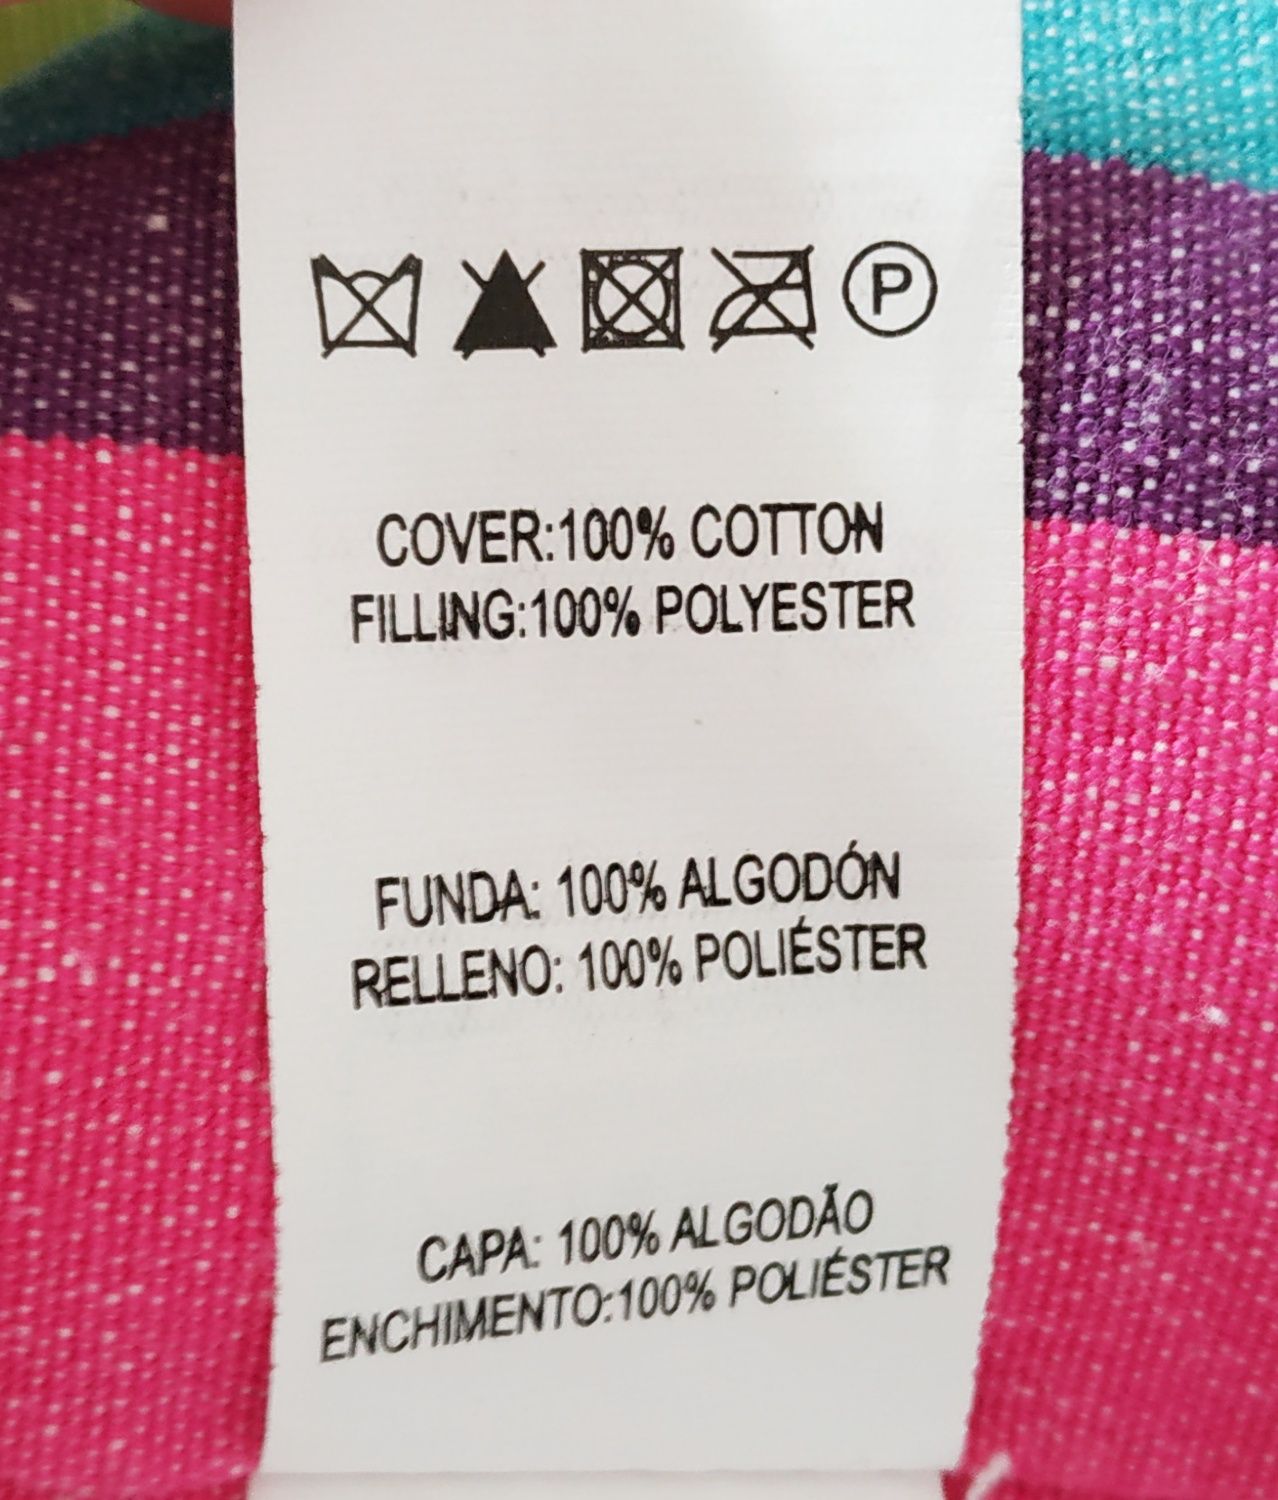 P
COVER:100% COTTON
FILLING:100% POLYESTER
FUNDA: 100% ALGODÓN
RELLENO: 100% POLIÉSTER
CAPA: 100% ALGODÃO
ENCHIMENTO:100% POLIÉSTER